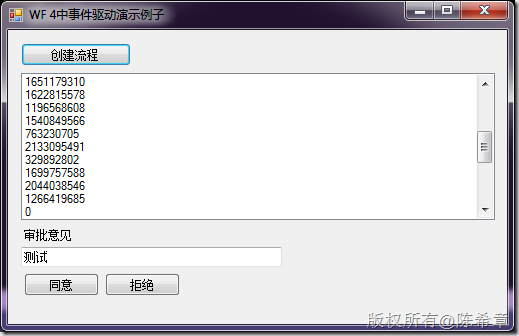 WF 4中事件驱动演示例子
创建流程
1651179310
1622815578
1196568608
1540849566
763230705
2133095491
329892802
1699757588
2044038546
1266419685
0
审批意见
测试
同意 拒绝
版权所有@陈希章